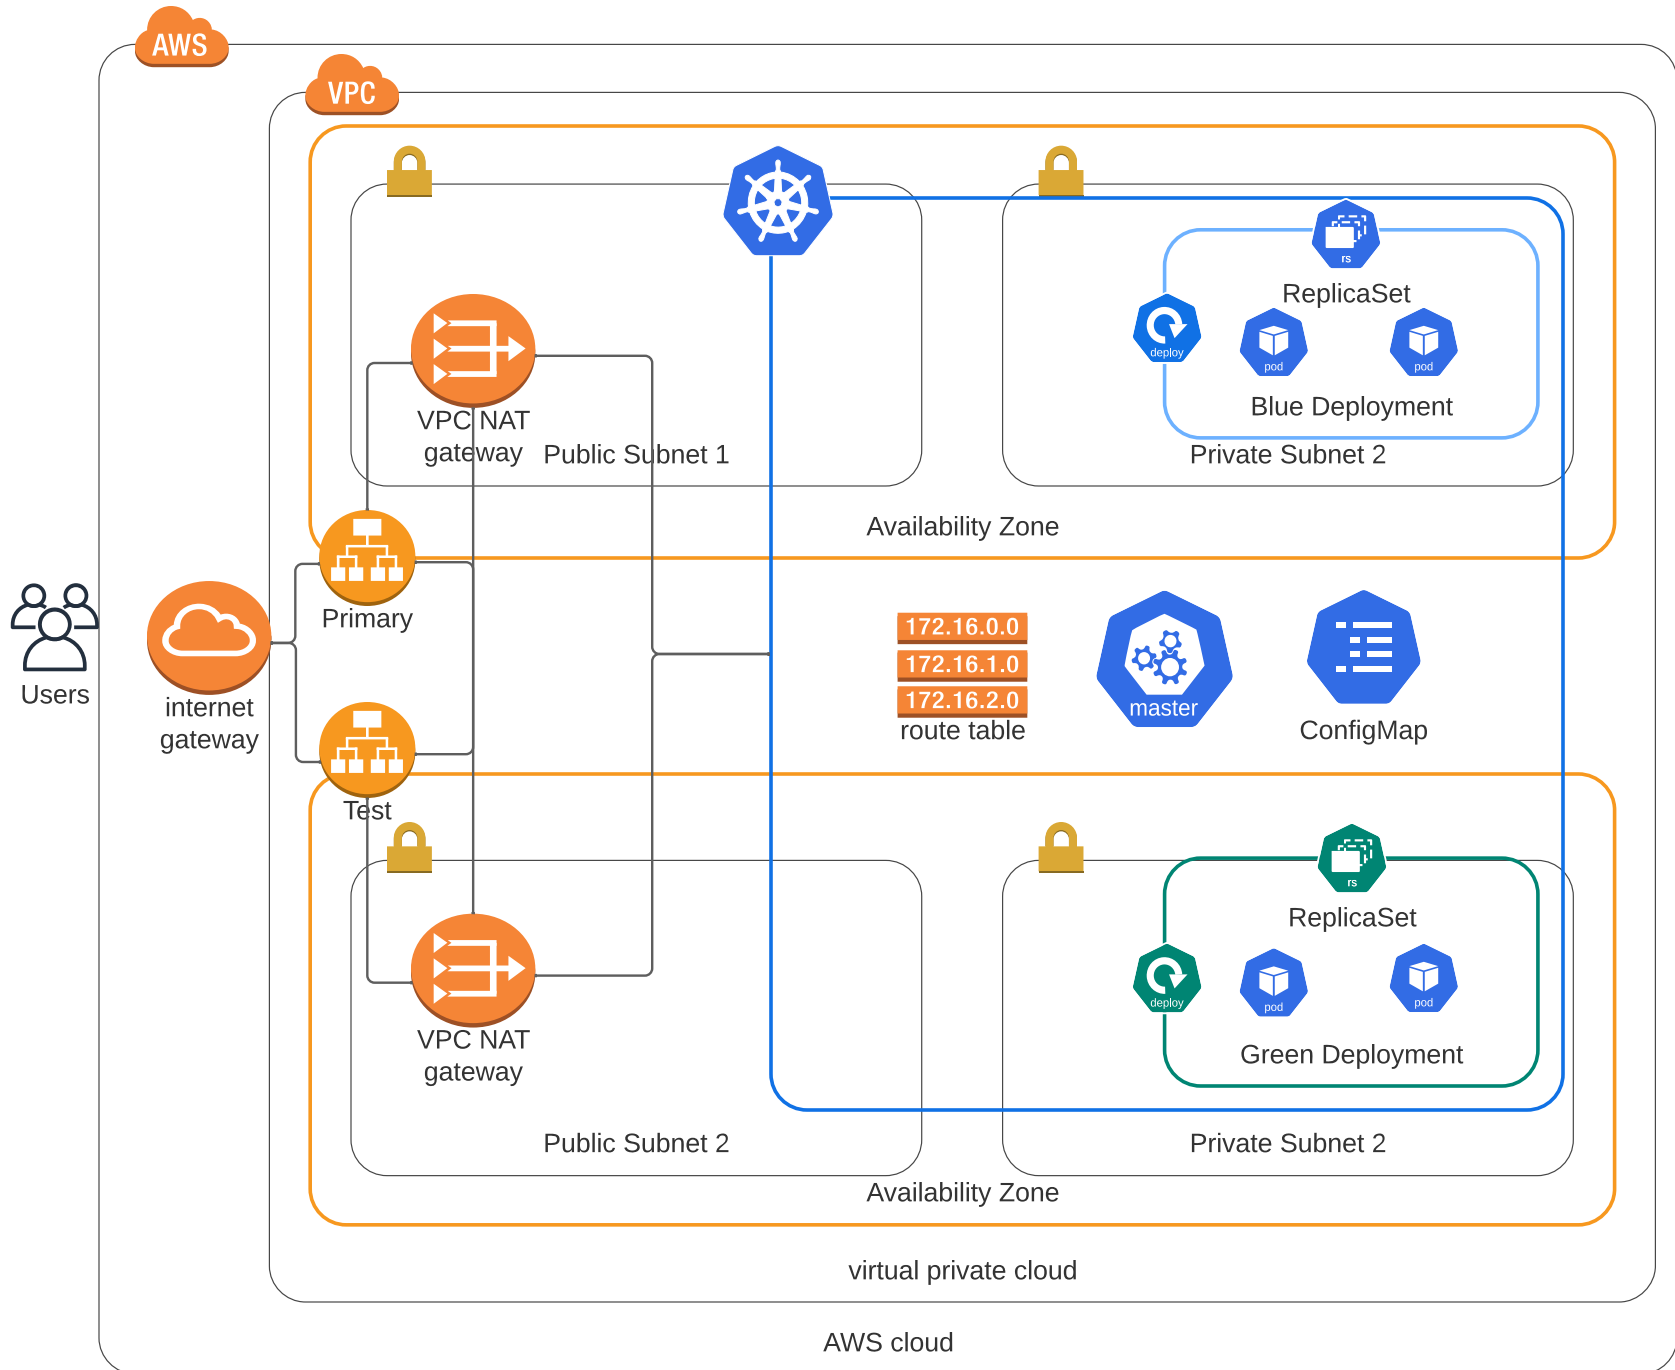 AWS
VPC
rs
ReplicaSet
deploy
pod
pod
Blue Deployment
VPC NAT
gateway
Public Subnet 1
Private Subnet 2
Availability Zone
Primary
Users
internet
gateway
172.16.0.0
172.16.1.0
172.16.2.0
route table
master
ConfigMap
Test
rs
ReplicaSet
deploy
pod
pod
Green Deployment
VPC NAT
gateway
Public Subnet 2
Private Subnet 2
Availability Zone
virtual private cloud
AWS cloud